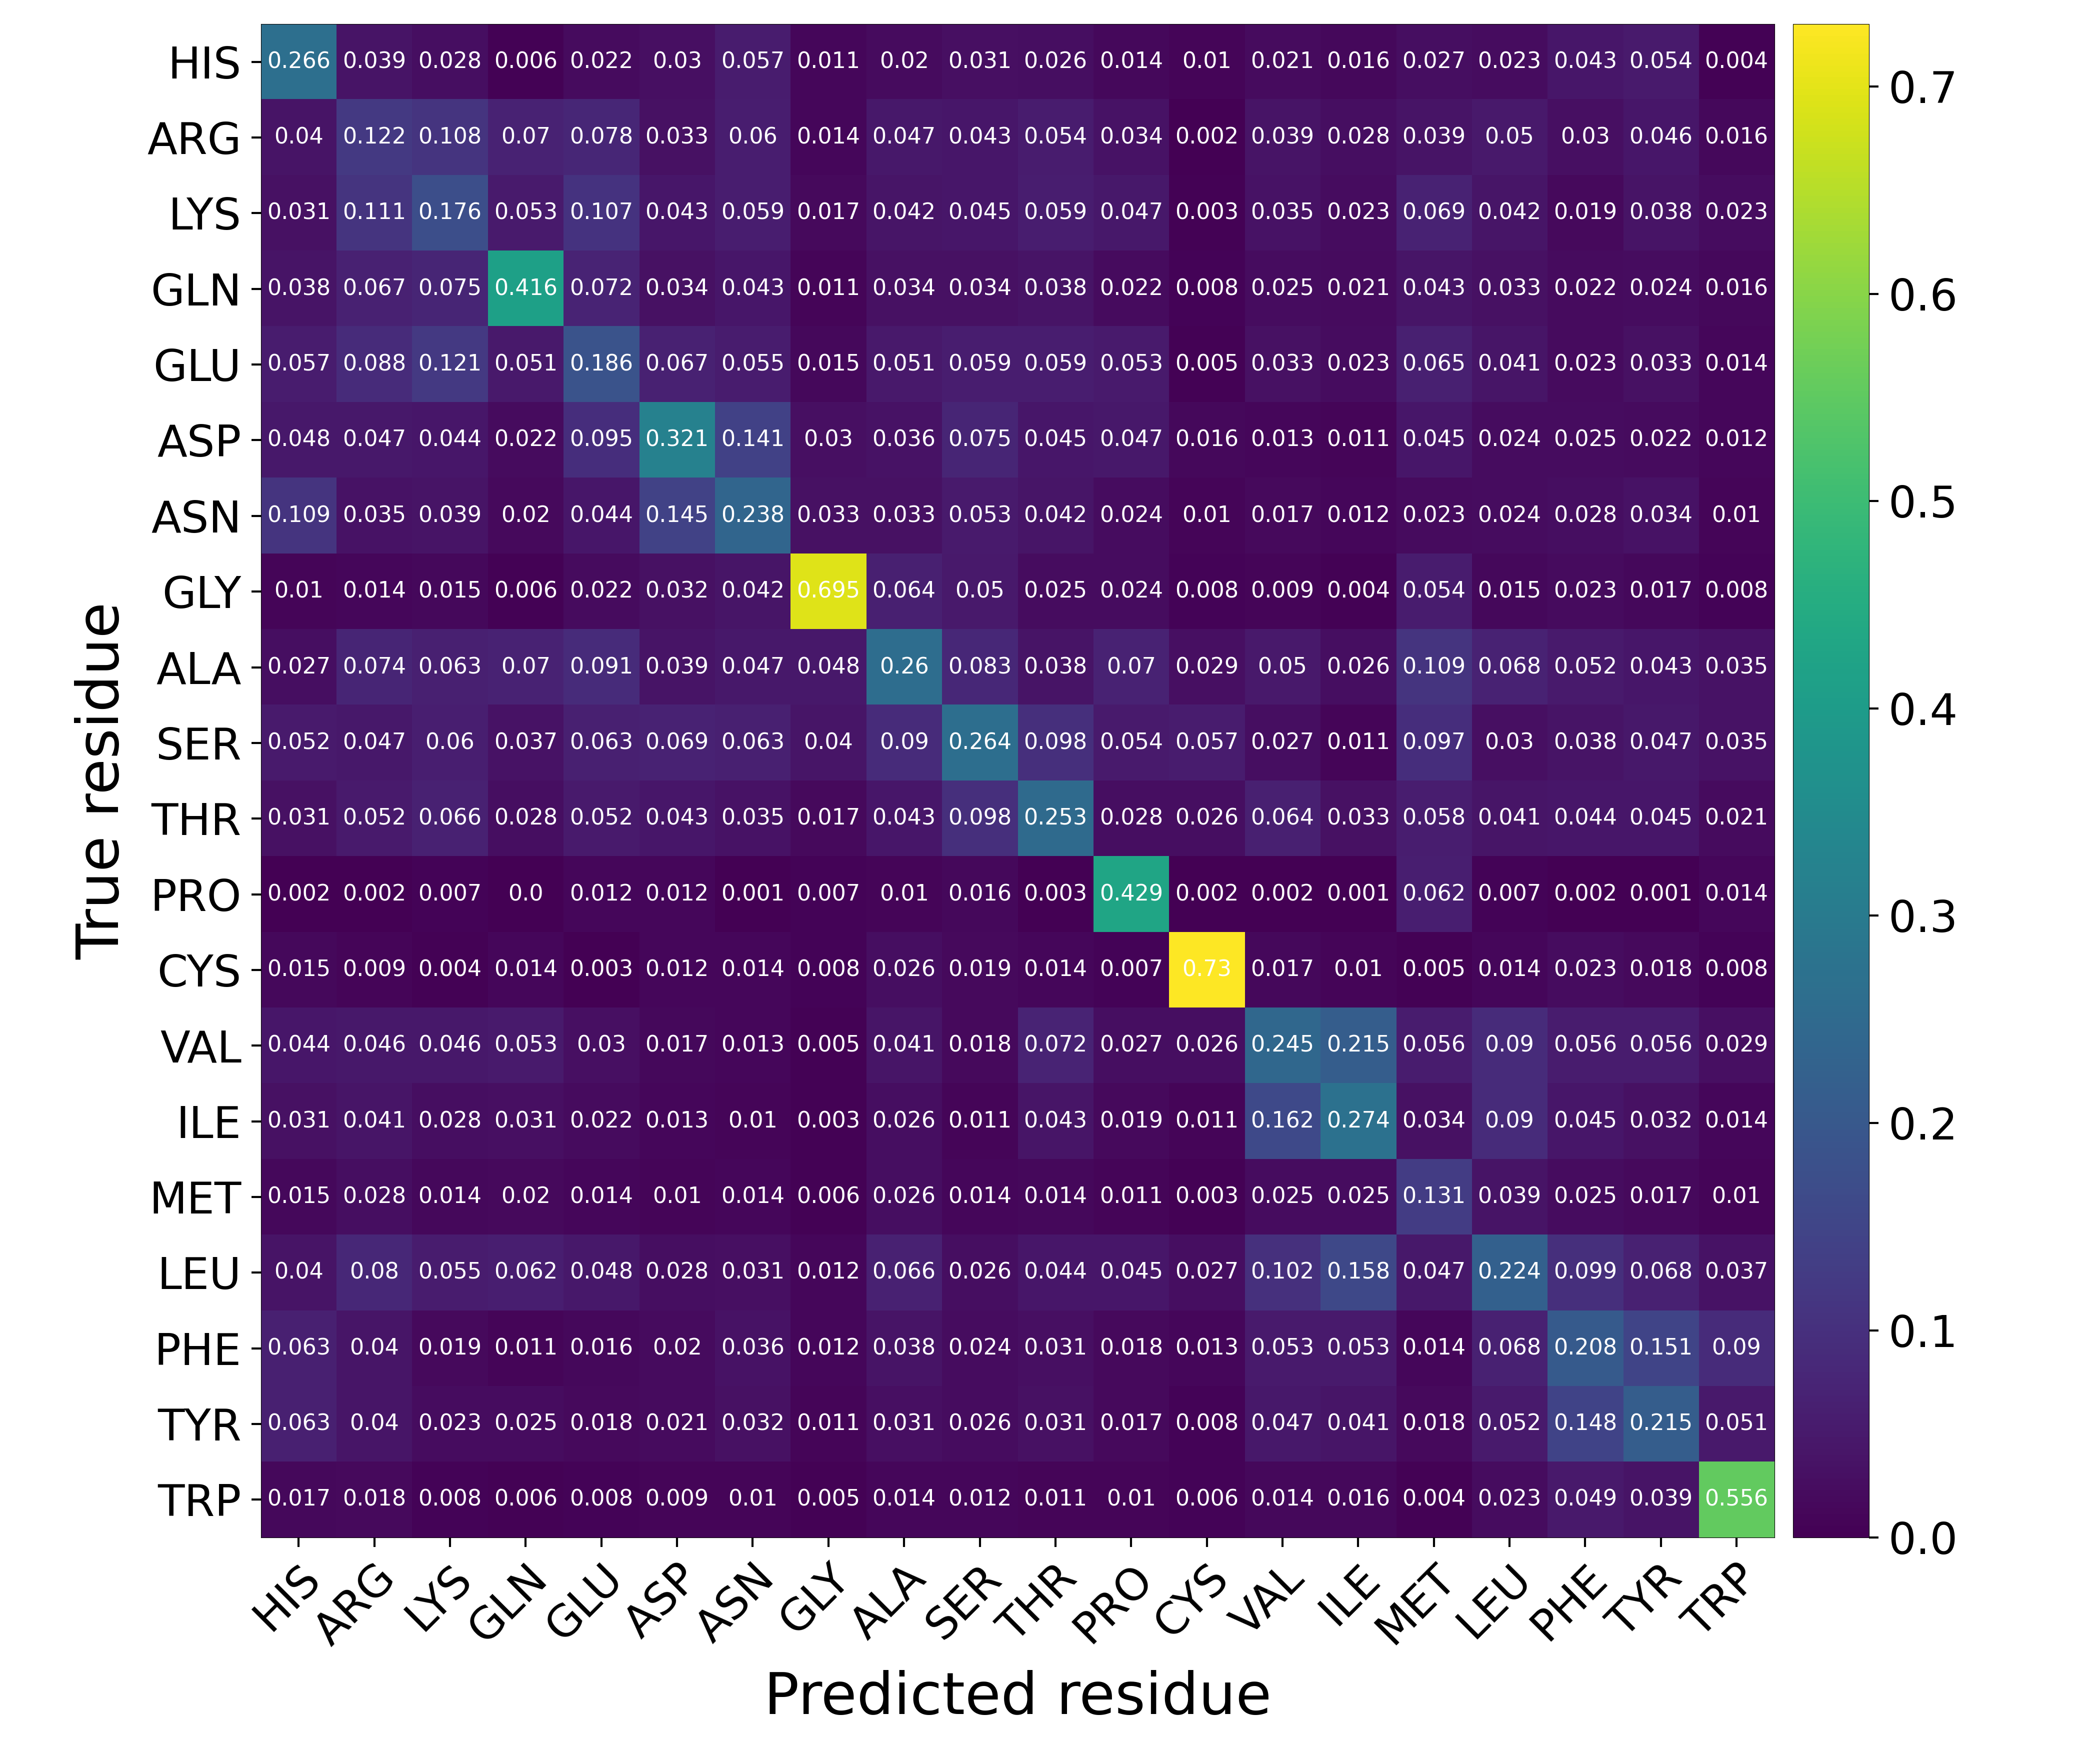 HIS 0.266 0.039 0.028 0.006 0.022 0.03 0.057 0.011 0.02 0.031 0.026 0.014 0.01 0.021 0.016 0.027 0.023 0.043 0.054 0.004
ARG 0.04 0.122 0.108 0.07 0.078 0.033 0.06 0.014 0.047 0.043 0.054 0.034 0.002 0.039 0.028 0.039 0.05 0.03 0.046 0.016
LYS 0.031 0.111 0.176 0.053 0.107 0.043 0.059 0.017 0.042 0.045 0.059 0.047 0.003 0.035 0.023 0.069 0.042 0.019 0.038 0.023
GLN 0.038 0.067 0.075 0.416 0.072 0.034 0.043 0.011 0.034 0.034 0.038 0.022 0.008 0.025 0.021 0.043 0.033 0.022 0.024 0.016
GLU 0.057 0.088 0.121 0.051 0.186 0.067 0.055 0.015 0.051 0.059 0.059 0.053 0.005 0.033 0.023 0.065 0.041 0.023 0.033 0.014
ASP 0.048 0.047 0.044 0.022 0.095 0.321 0.141 0.03 0.036 0.075 0.045 0.047 0.016 0.013 0.011 0.045 0.024 0.025 0.022 0.012
ASN 0.109 0.035 0.039 0.02 0.044 0.145 0.238 0.033 0.033 0.053 0.042 0.024 0.01 0.017 0.012 0.023 0.024 0.028 0.034 0.01
GLY 0.01 0.014 0.015 0.006 0.022 0.032 0.042 0.695 0.064 0.05 0.025 0.024 0.008 0.009 0.004 0.054 0.015 0.023 0.017 0.008
ALA 0.027 0.074 0.063 0.07 0.091 0.039 0.047 0.048 0.26 0.083 0.038 0.07 0.029 0.05 0.026 0.109 0.068 0.052 0.043 0.035
SER 0.052 0.047 0.06 0.037 0.063 0.069 0.063 0.04 0.09 0.264 0.098 0.054 0.057 0.027 0.011 0.097 0.03 0.038 0.047 0.035
THR 0.031 0.052 0.066 0.028 0.052 0.043 0.035 0.017 0.043 0.098 0.253 0.028 0.026 0.064 0.033 0.058 0.041 0.044 0.045 0.021
PRO 0.002 0.002 0.007 0.0 0.012 0.012 0.001 0.007 0.01 0.016 0.003 0.429 0.002 0.002 0.001 0.062 0.007 0.002 0.001 0.014
CYS 0.015 0.009 0.004 0.014 0.003 0.012 0.014 0.008 0.026 0.019 0.014 0.007 0.73 0.017 0.01 0.005 0.014 0.023 0.018 0.008
VAL 0.044 0.046 0.046 0.053 0.03 0.017 0.013 0.005 0.041 0.018 0.072 0.027 0.026 0.245 0.215 0.056 0.09 0.056 0.056 0.029
ILE 0.031 0.041 0.028 0.031 0.022 0.013 0.01 0.003 0.026 0.011 0.043 0.019 0.011 0.162 0.274 0.034 0.09 0.045 0.032 0.014
MET 0.015 0.028 0.014 0.02 0.014 0.01 0.014 0.006 0.026 0.014 0.014 0.011 0.003 0.025 0.025 0.131 0.039 0.025 0.017 0.01
LEU 0.04 0.08 0.055 0.062 0.048 0.028 0.031 0.012 0.066 0.026 0.044 0.045 0.027 0.102 0.158 0.047 0.224 0.099 0.068 0.037
PHE 0.063 0.04 0.019 0.011 0.016 0.02 0.036 0.012 0.038 0.024 0.031 0.018 0.013 0.053 0.053 0.014 0.068 0.208 0.151 0.09
TYR 0.063 0.04 0.023 0.025 0.018 0.021 0.032 0.011 0.031 0.026 0.031 0.017 0.008 0.047 0.041 0.018 0.052 0.148 0.215 0.051
TRP 0.017 0.018 0.008 0.006 0.008 0.009 0.01 0.005 0.014 0.012 0.011 0.01 0.006 0.014 0.016 0.004 0.023 0.049 0.039 0.556
HIS ARG LYS GLN GLU ASP ASN GLY ALA SER THR PRO CYS VAL ILE MET LEU PHE TYR TRP
Predicted residue
True residue
0.7
0.6
0.5
0.4
0.3
0.2
0.1
0.0